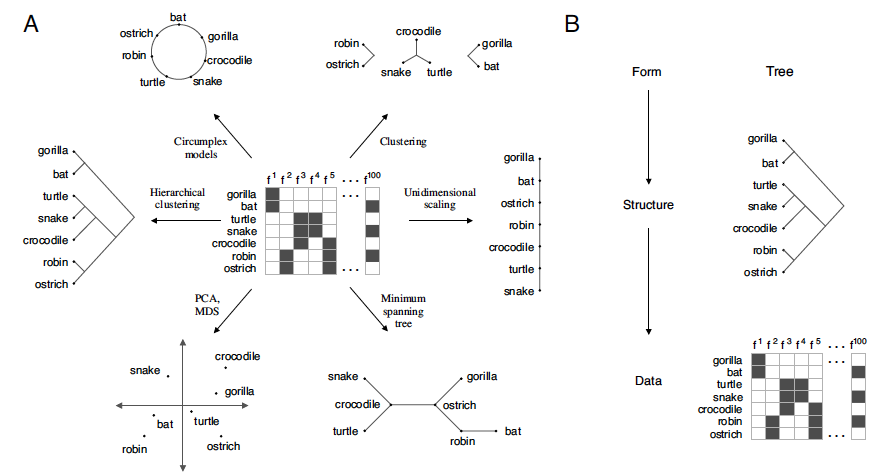 A
bat
ostrich
gorilla
robin
crocodile
turtle
snake
crocodile
robin
gorilla
ostrich
snake
turtle
bat
Circumplex
models
Clustering
gorilla
bat
turtle
snake
crocodile
robin
ostrich
Hierarchical
clustering
f1 f2 f3 f4 f5 ... f100
gorilla ...
bat
turtle
snake
crocodile
robin
ostrich ...
Unidimensional
scaling
gorilla
bat
ostrich
robin
crocodile
turtle
snake
PCA,
MDS
Minimum
spanning
tree
crocodile
snake
gorilla
bat
turtle
robin
ostrich
snake
gorilla
crocodile
ostrich
turtle
robin
bat
B
Form
Tree
Structure
gorilla
bat
turtle
snake
crocodile
robin
ostrich
Data
f1 f2 f3 f4 f5 ... f100
gorilla ...
bat
turtle
snake
crocodile
robin
ostrich ...